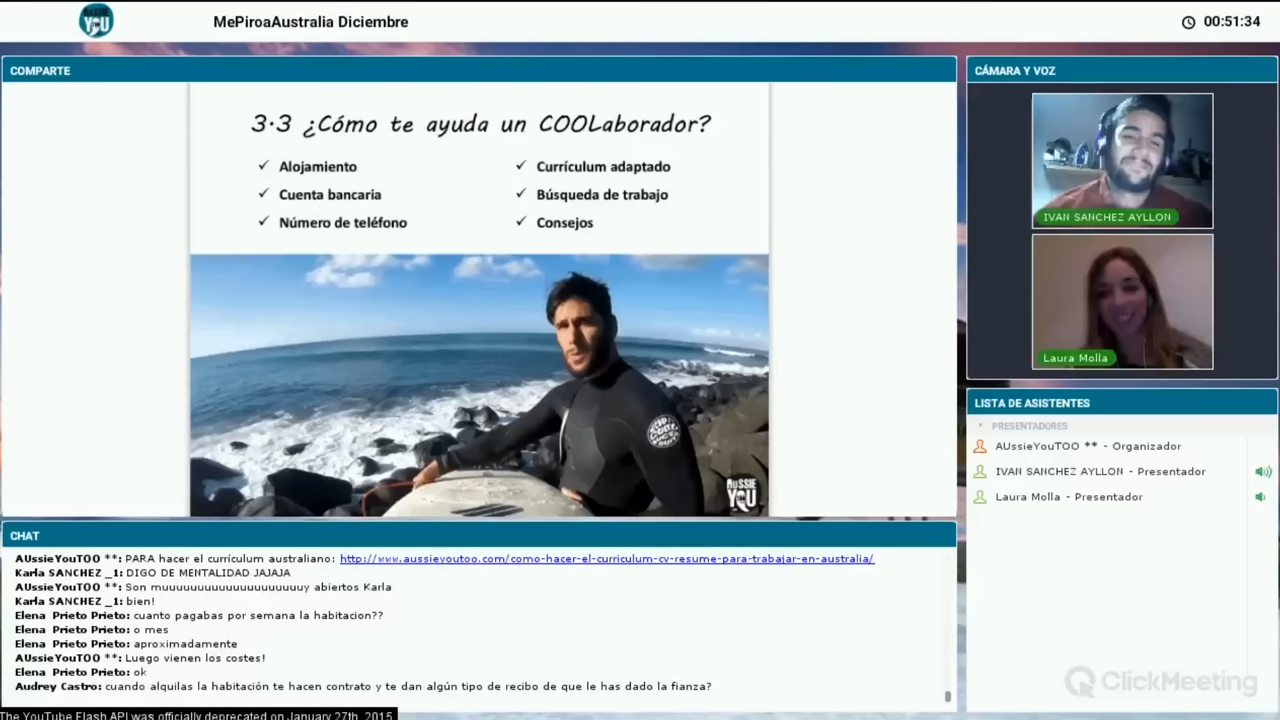 AUSSIE
YOU
MePiroaAustralia Diciembre
00:51:34
COMPARTE
3.3 ¿Cómo te ayuda un COOLaborador?
✓ Alojamiento
✓ Cuenta bancaria
✓ Número de teléfono
✓ Currículum adaptado
✓ Búsqueda de trabajo
✓ Consejos
RIP CURL
AUSSIE
YOU
CÁMARA Y VOZ
IVAN SANCHEZ AYLLON
Laura Molla
LISTA DE ASISTENTES
PRESENTADORES
AUssieYouTOO ** - Organizador
IVAN SANCHEZ AYLLON - Presentador
Laura Molla - Presentador
ClickMeeting
CHAT
AUssieYouTOO **: PARA hacer el currículum australiano: http://www.aussieyoutoo.com/como-hacer-el-curriculum-cv-resume-para-trabajar-en-australia/
Karla SANCHEZ _1: DIGO DE MENTALIDAD JAJAJA
AUssieYouTOO **: Son muuuuuuuuuuuuuuuuuuuuy abiertos Karla
Karla SANCHEZ _1: bien!
Elena Prieto Prieto: cuanto pagabas por semana la habitacion??
Elena Prieto Prieto: o mes
Elena Prieto Prieto: aproximadamente
AUssieYouTOO **: Luego vienen los costes!
Elena Prieto Prieto: ok
Audrey Castro: cuando alquilas la habitación te hacen contrato y te dan algún tipo de recibo de que le has dado la fianza?
The YouTube Flash API was officially deprecated on January 27th, 2015